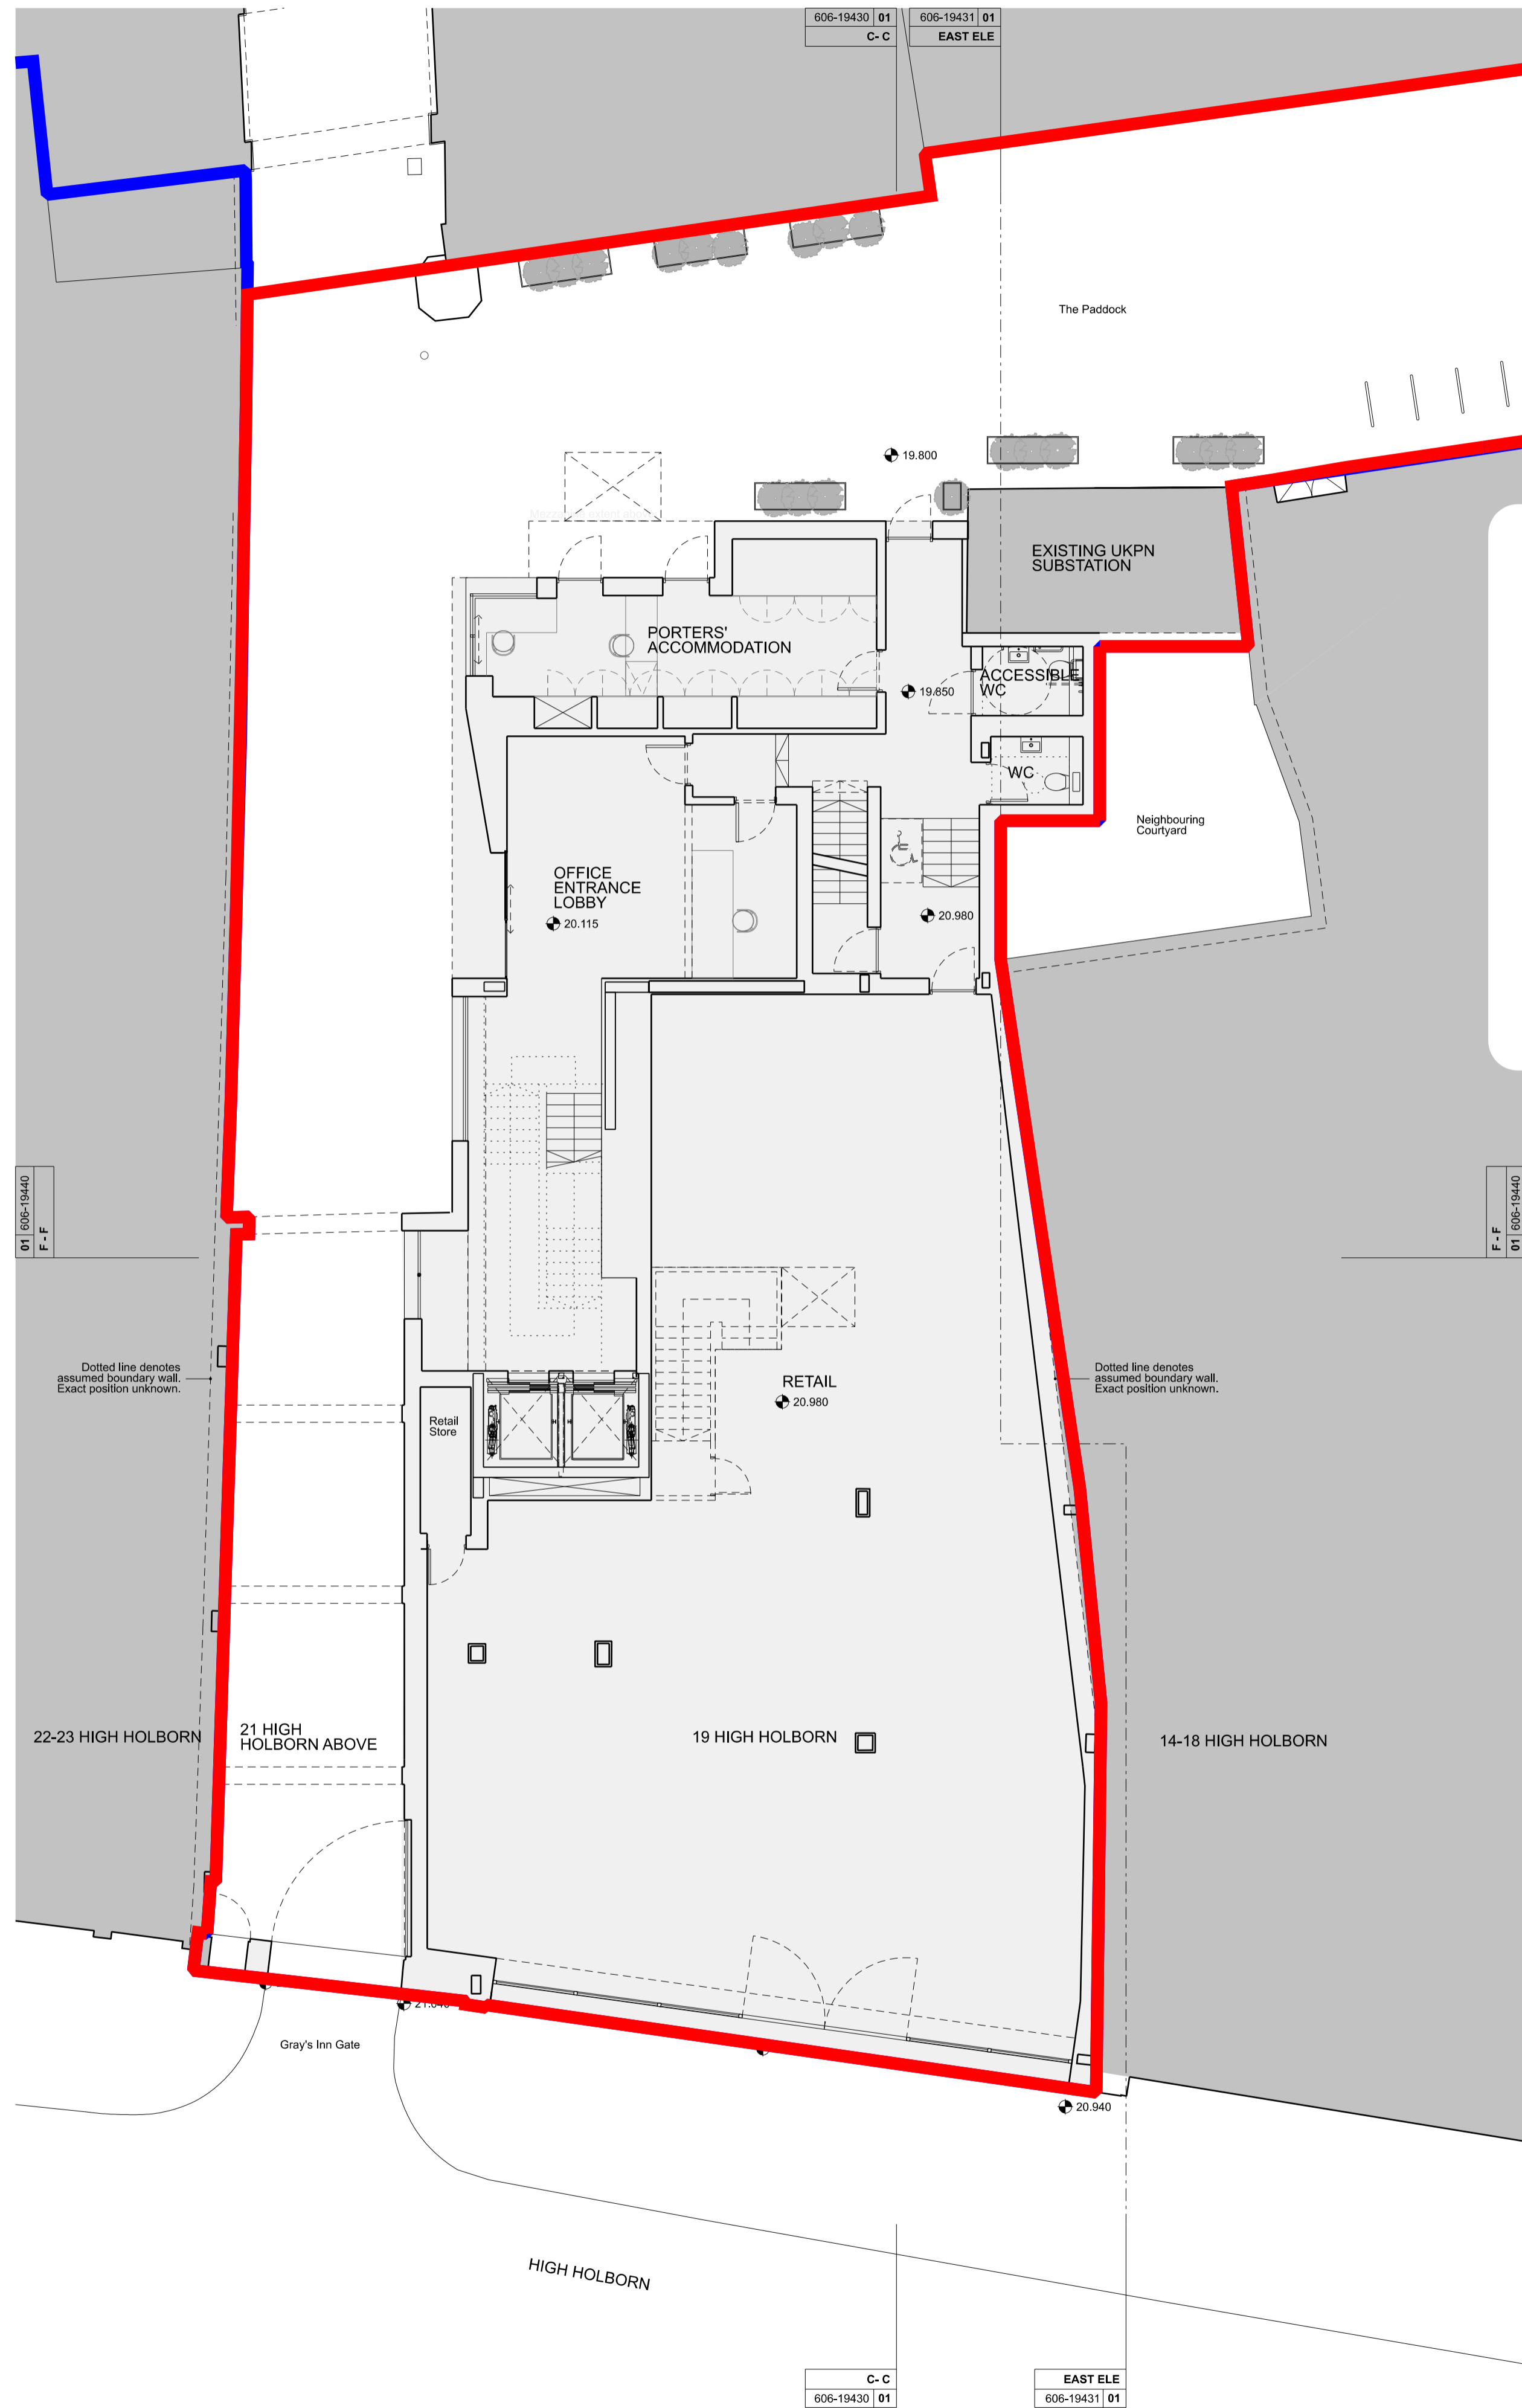 606-19430 01
C- C
606-19431 01
EAST ELE
The Paddock
19.800
EXISTING UKPN
SUBSTATION
PORTERS'
ACCOMMODATION
ACCESSIBLE
WC
19.850
WC
Neighbouring
Courtyard
OFFICE
ENTRANCE
LOBBY
20.115
20.980
01 606-19440
F - F
F - F
01 606-19440
Dotted line denotes
assumed boundary wall.
Exact position unknown.
Dotted line denotes
assumed boundary wall.
Exact position unknown.
RETAIL
20.980
Retail
Store
22-23 HIGH HOLBORN
21 HIGH
HOLBORN ABOVE
19 HIGH HOLBORN
14-18 HIGH HOLBORN
Gray's Inn Gate
20.940
HIGH HOLBORN
C- C
606-19430 01
EAST ELE
606-19431 01